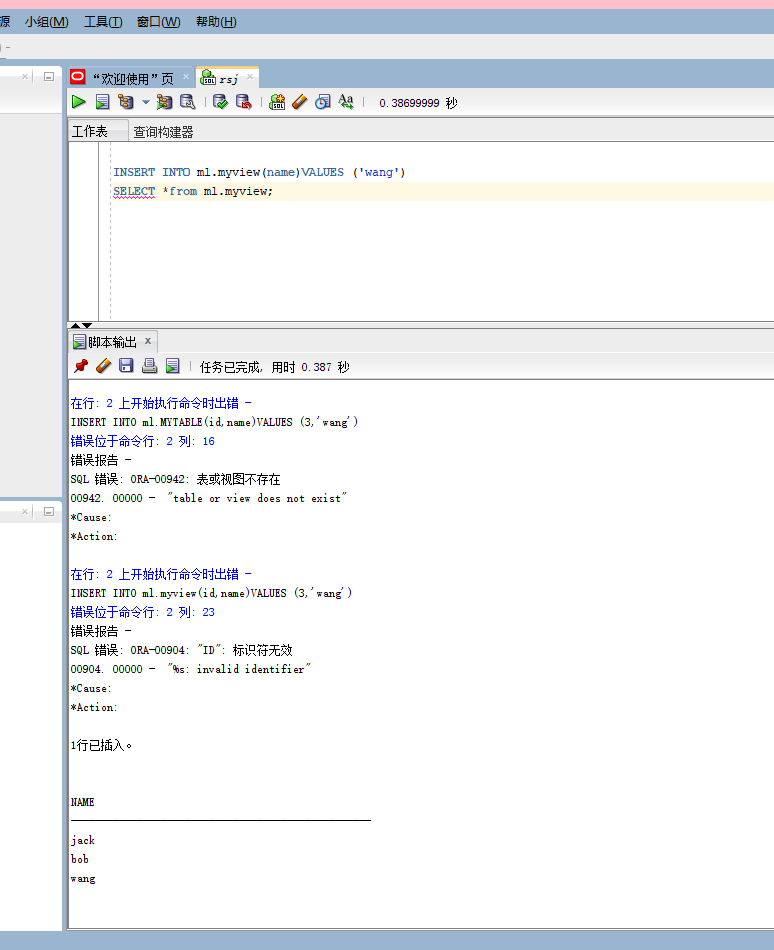 源 小组(M) 工具(T) 窗口(W) 帮助(H)
“欢迎使用”页 rsj
0.38699999 秒
工作表 查询构建器
INSERT INTO ml.myview(name)VALUES ('wang')
SELECT *from ml.myview;
脚本输出
任务已完成, 用时 0.387 秒
在行: 2 上开始执行命令时出错 -
INSERT INTO ml.MYTABLE(id,name)VALUES (3,'wang')
错误位于命令行: 2 列: 16
错误报告 -
SQL 错误: ORA-00942: 表或视图不存在
00942. 00000 - "table or view does not exist"
*Cause:
*Action:
在行: 2 上开始执行命令时出错 -
INSERT INTO ml.myview(id,name)VALUES (3,'wang')
错误位于命令行: 2 列: 23
错误报告 -
SQL 错误: ORA-00904: "ID": 标识符无效
00904. 00000 - "%s: invalid identifier"
*Cause:
*Action:
1行已插入。
NAME
--------------------------------------------------
jack
bob
wang